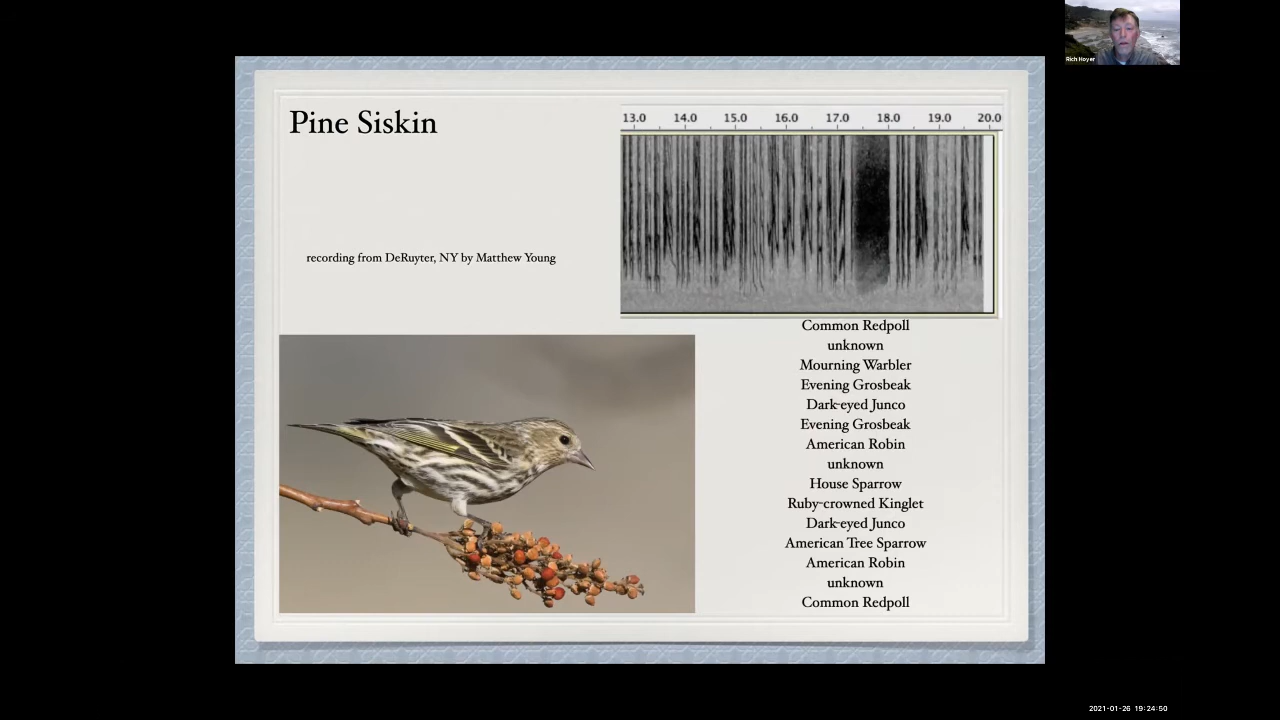 Rich Hoyer
Pine Siskin
13.0 14.0 15.0 16.0 17.0 18.0 19.0 20.0
recording from DeRuyter, NY by Matthew Young
Common Redpoll
unknown
Mourning Warbler
Evening Grosbeak
Dark-eyed Junco
Evening Grosbeak
American Robin
unknown
House Sparrow
Ruby-crowned Kinglet
Dark-eyed Junco
American Tree Sparrow
American Robin
unknown
Common Redpoll
2021-01-26 19:24:50